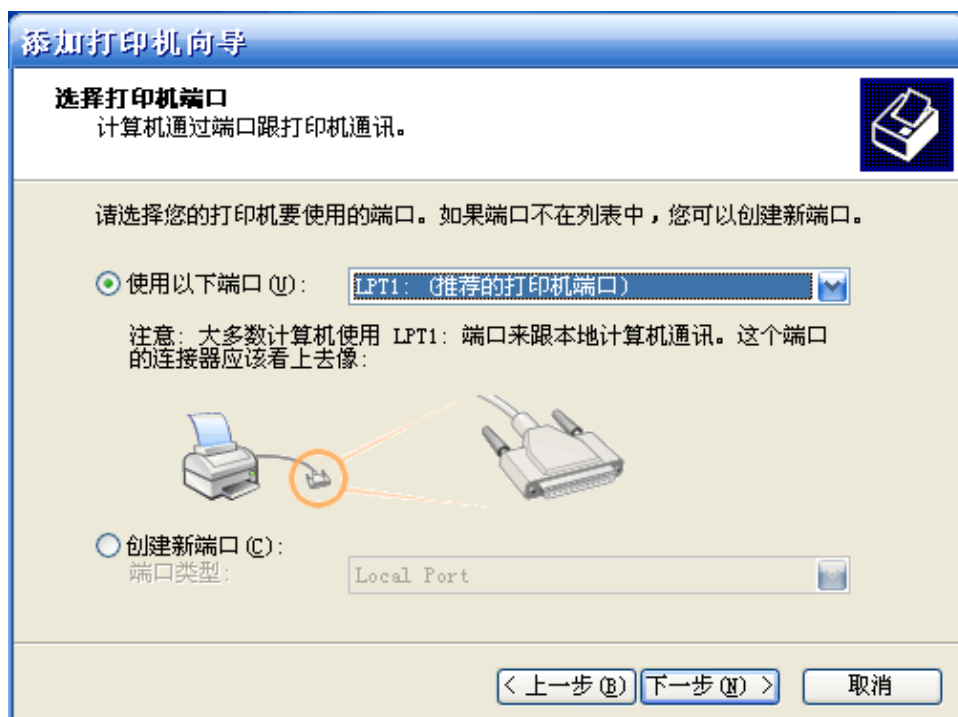 添加打印机向导
选择打印机端口
计算机通过端口跟打印机通讯。
请选择您的打印机要使用的端口。如果端口不在列表中，您可以创建新端口。
使用以下端口(U): LPT1: (推荐的打印机端口)
注意: 大多数计算机使用 LPT1: 端口来跟本地计算机通讯。这个端口
的连接器应该看上去像:
创建新端口(C):
端口类型: Local Port
< 上一步(B) 下一步(N) > 取消